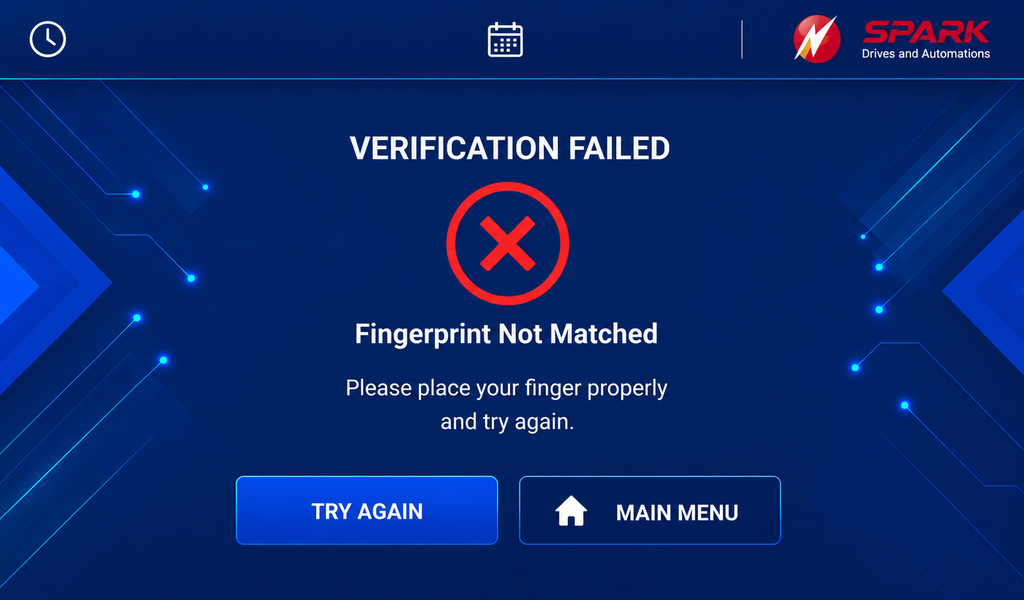 SPARK
Drives and Automations
VERIFICATION FAILED
Fingerprint Not Matched
Please place your finger properly
and try again.
TRY AGAIN
MAIN MENU